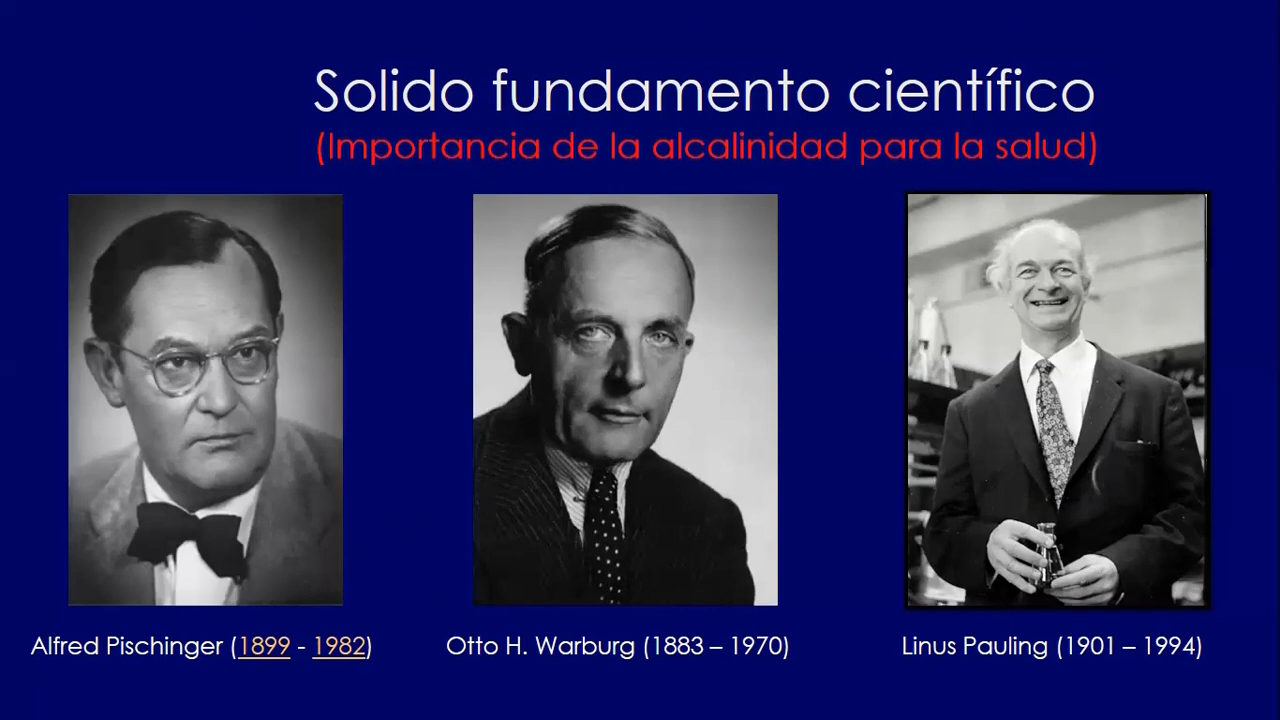 Solido fundamento científico
(Importancia de la alcalinidad para la salud)
Alfred Pischinger (1899 - 1982)
Otto H. Warburg (1883 – 1970)
Linus Pauling (1901 – 1994)